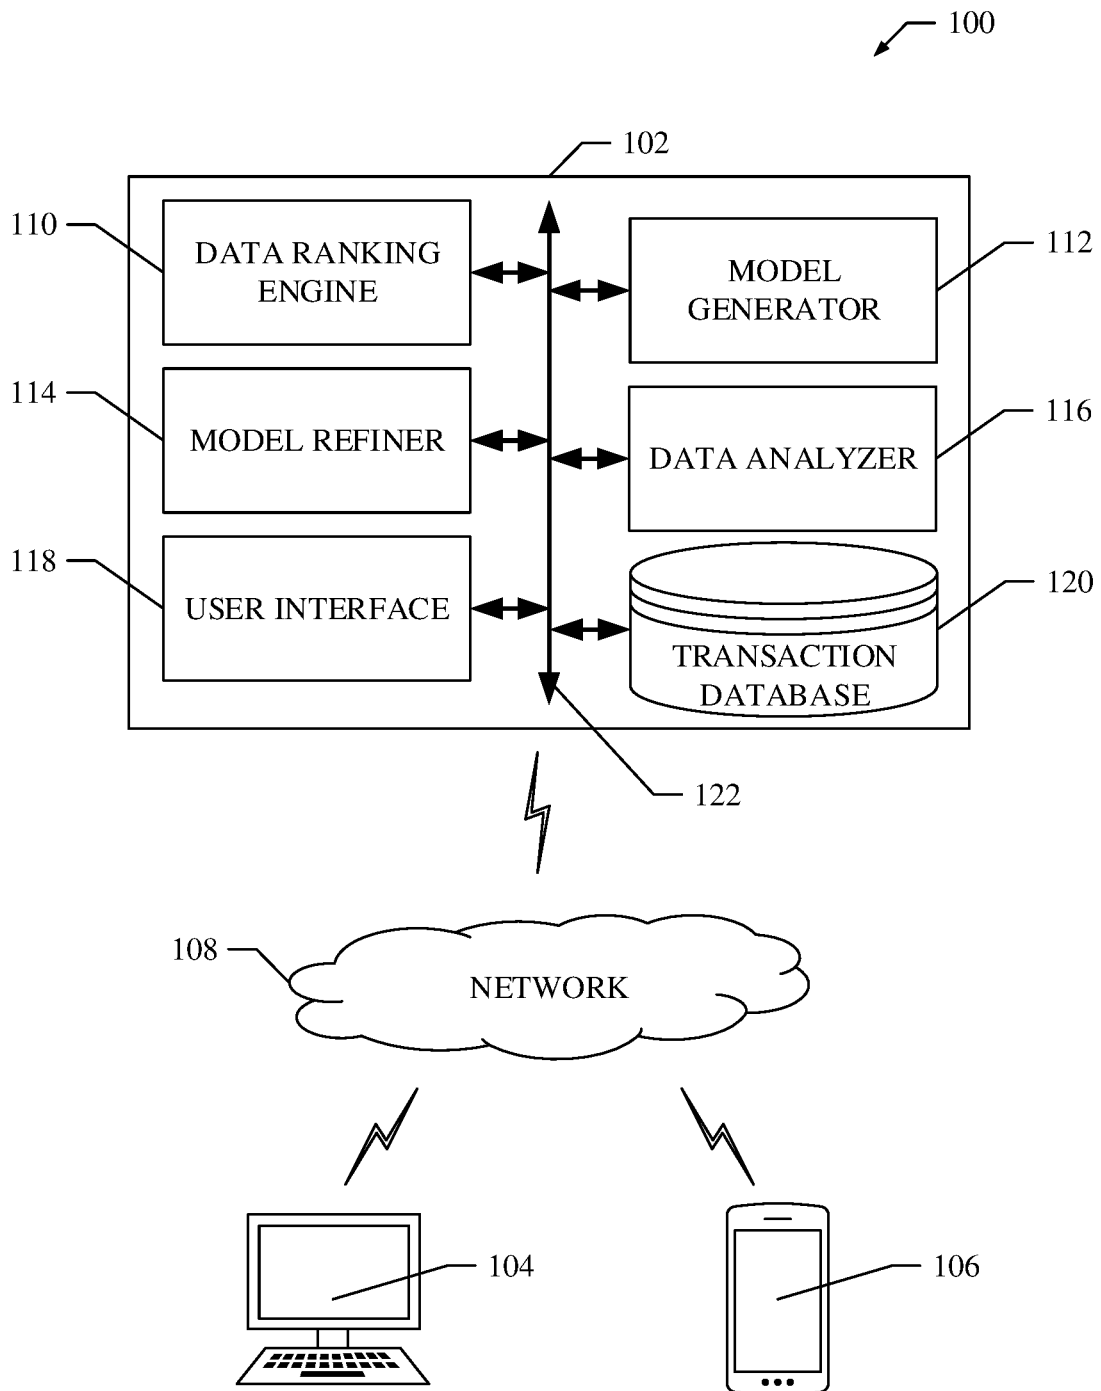 100
102
110
DATA RANKING
ENGINE
112
MODEL
GENERATOR
114
MODEL REFINER
116
DATA ANALYZER
118
USER INTERFACE
120
TRANSACTION
DATABASE
122
108
NETWORK
104
106